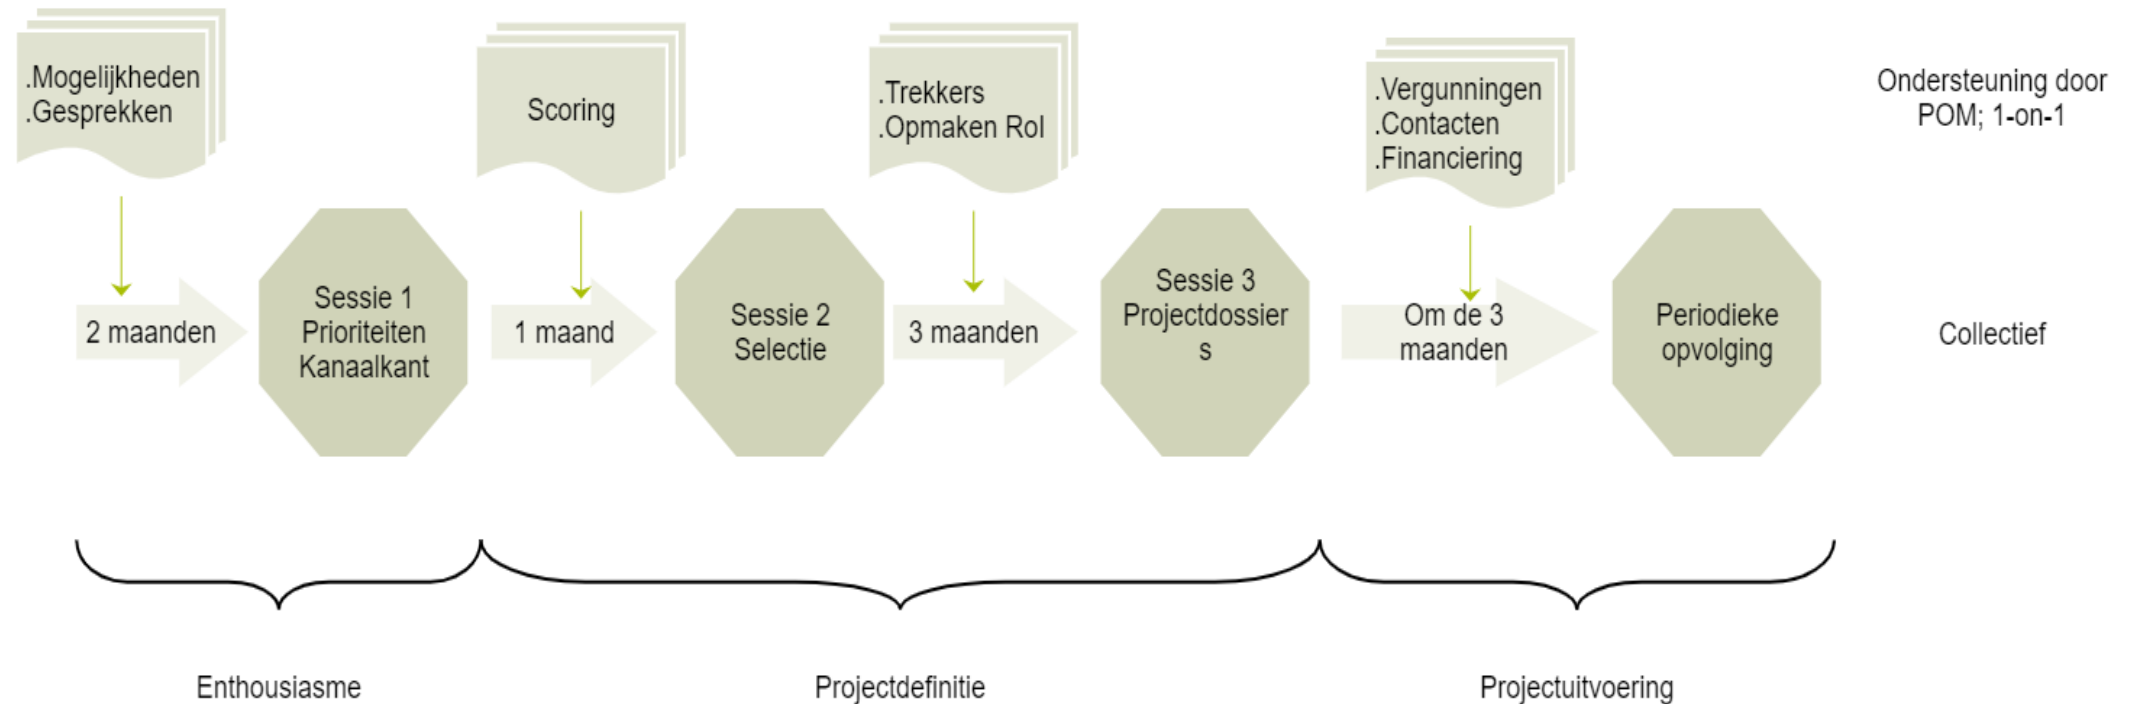 .Mogelijkheden
.Gesprekken
Scoring
.Trekkers
.Opmaken Rol
.Vergunningen
.Contacten
.Financiering
Ondersteuning door
POM; 1-on-1
2 maanden
Sessie 1
Prioriteiten
Kanaalkant
1 maand
Sessie 2
Selectie
3 maanden
Sessie 3
Projectdossier
s
Om de 3
maanden
Periodieke
opvolging
Collectief
Enthousiasme
Projectdefinitie
Projectuitvoering